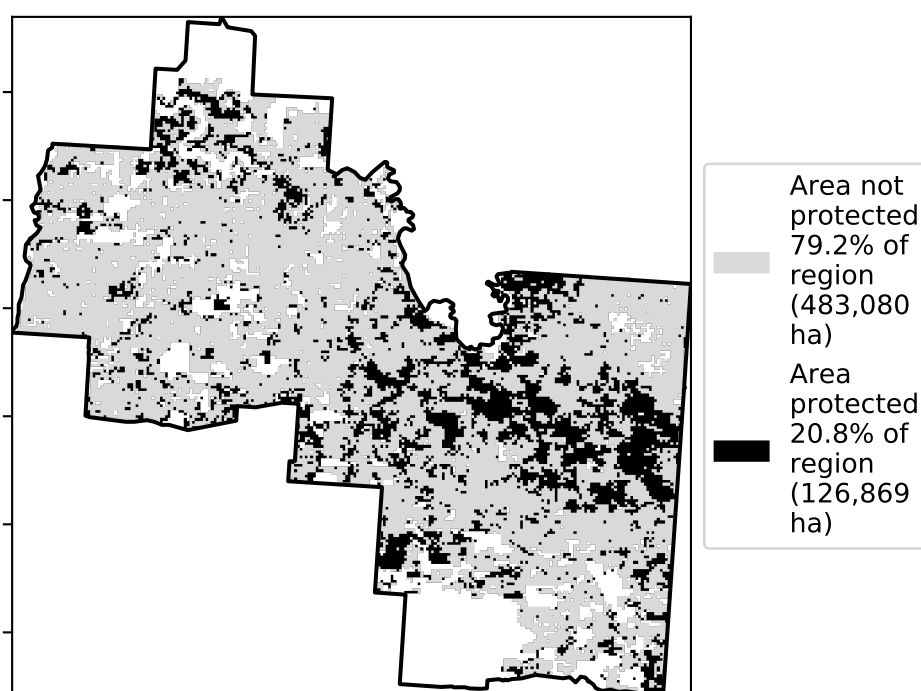 Area not
protected
79.2% of
region
(483,080
ha)
Area
protected
20.8% of
region
(126,869
ha)